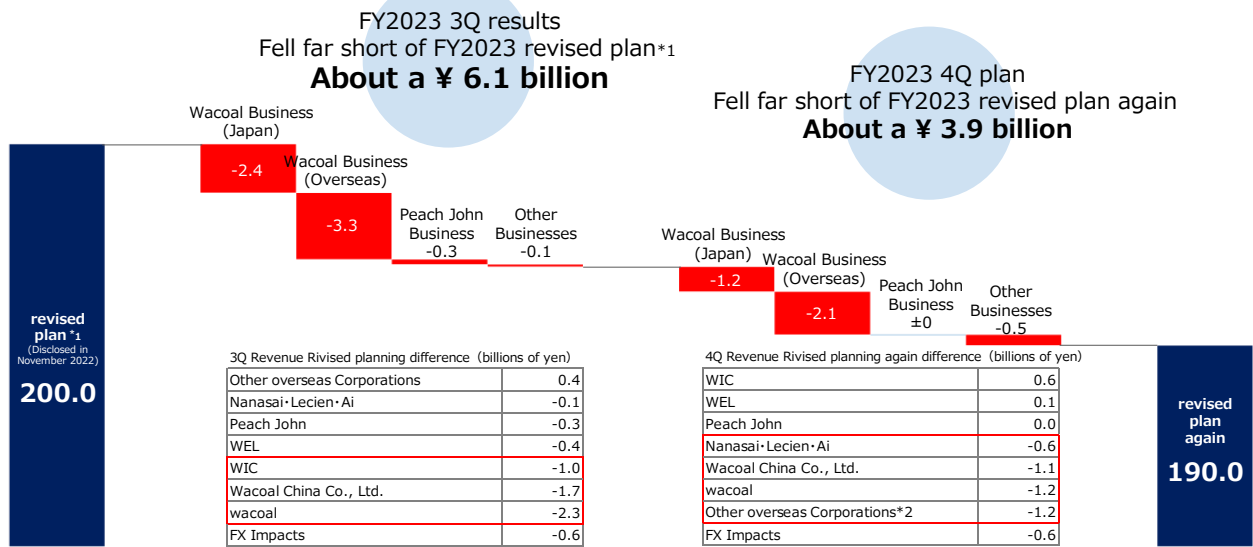 FY2023 3Q results
Fell far short of FY2023 revised plan*1
About a ¥ 6.1 billion
FY2023 4Q plan
Fell far short of FY2023 revised plan again
About a ¥ 3.9 billion
Wacoal Business
(Japan)
-2.4
Wacoal Business
(Overseas)
-3.3
Peach John
Business
-0.3
Other
Businesses
-0.1
Wacoal Business
(Japan)
-1.2
Wacoal Business
(Overseas)
-2.1
Peach John
Business
±0
Other
Businesses
-0.5
revised
plan *1
(Disclosed in
November 2022)
200.0
3Q Revenue Rivised planning difference（billions of yen）
Other overseas Corporations 0.4
Nanasai・Lecien・Ai -0.1
Peach John -0.3
WEL -0.4
WIC -1.0
Wacoal China Co., Ltd. -1.7
wacoal -2.3
FX Impacts -0.6
4Q Revenue Rivised planning again difference（billions of yen）
WIC 0.6
WEL 0.1
Peach John 0.0
Nanasai・Lecien・Ai -0.6
Wacoal China Co., Ltd. -1.1
wacoal -1.2
Other overseas Corporations*2 -1.2
FX Impacts -0.6
revised
plan
again
190.0